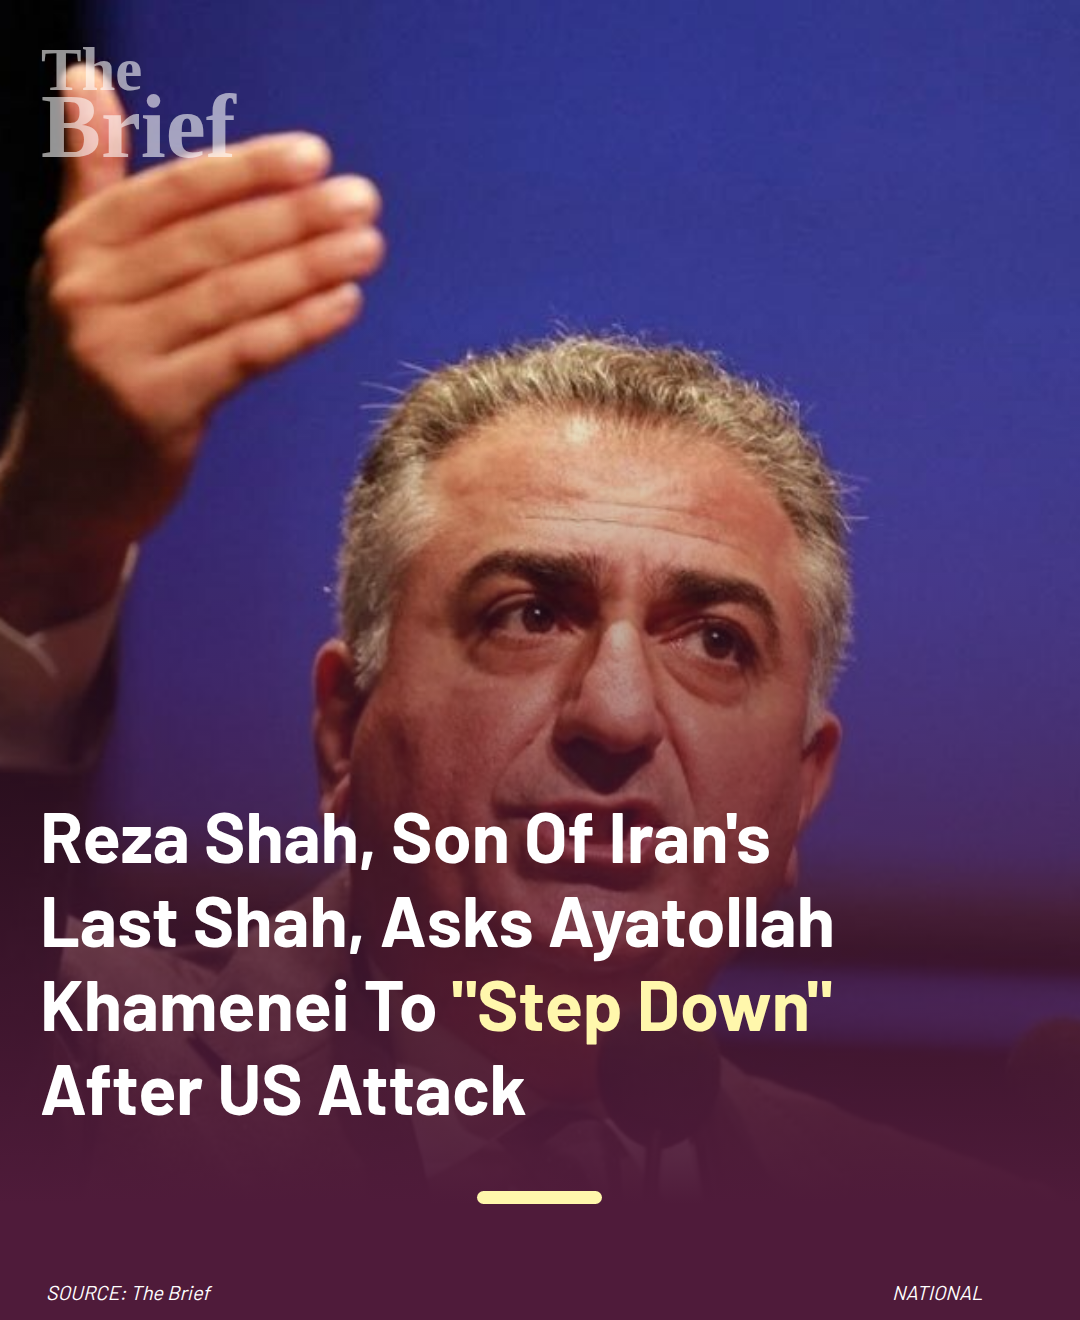 The
Brief
Reza Shah, Son Of Iran's
Last Shah, Asks Ayatollah
Khamenei To "Step Down"
After US Attack
SOURCE: The Brief
NATIONAL